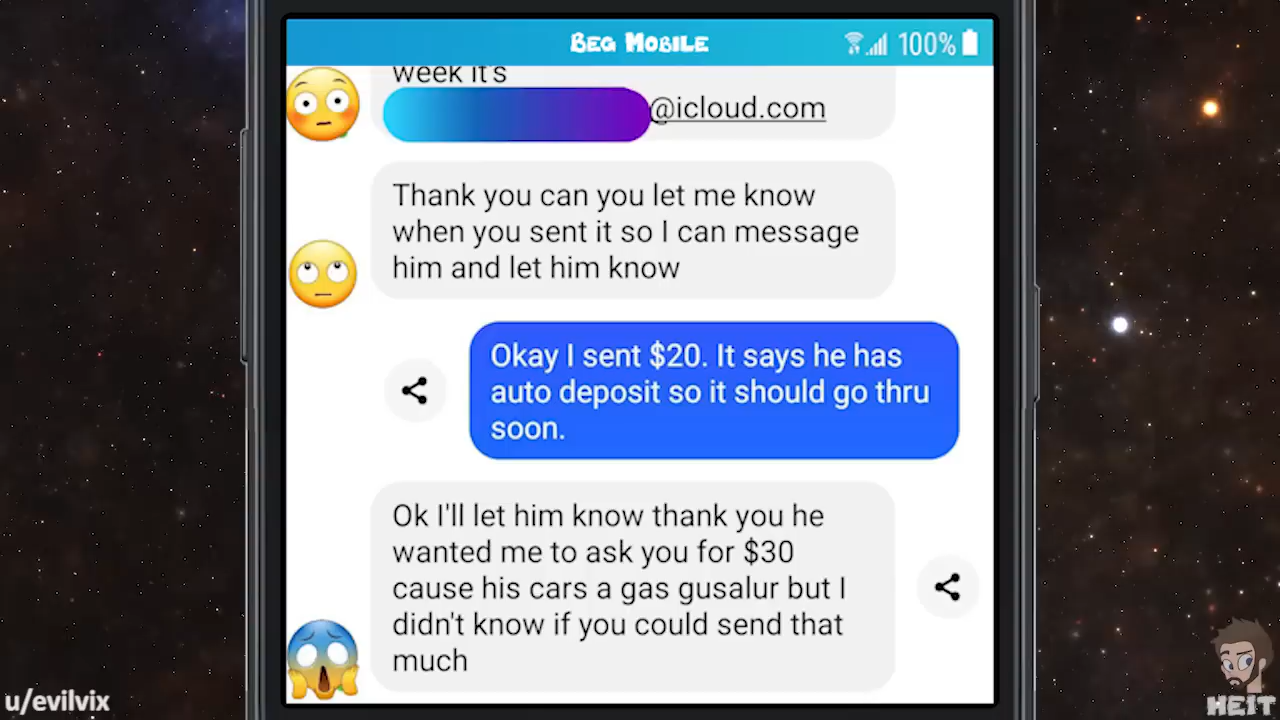 BEG MOBILE
100%
week it's
@icloud.com
Thank you can you let me know
when you sent it so I can message
him and let him know
Okay I sent $20. It says he has
auto deposit so it should go thru
soon.
Ok I'll let him know thank you he
wanted me to ask you for $30
cause his cars a gas gusalur but I
didn't know if you could send that
much
u/evilvix
HEIT